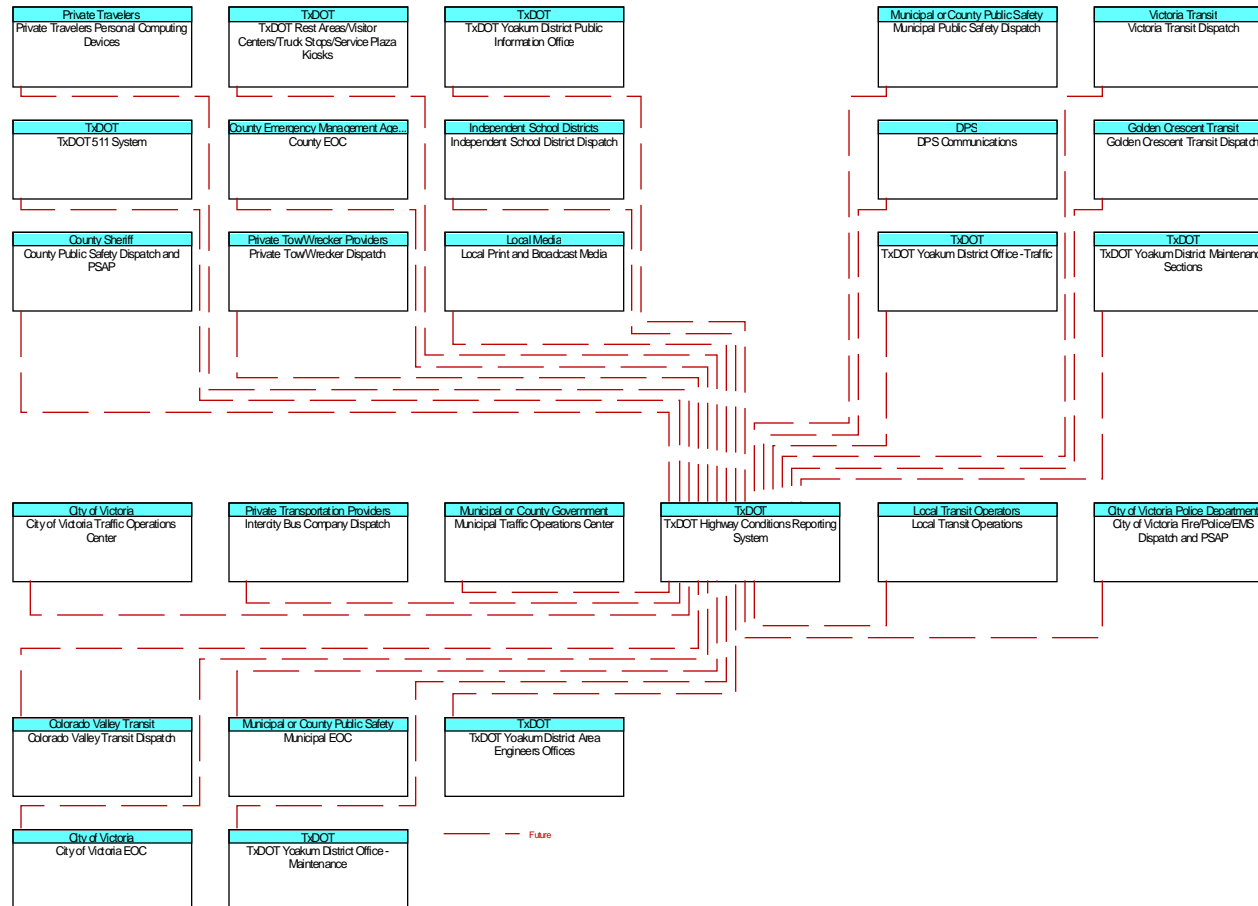 Private Travelers
Private Travelers Personal Computing
Devices
TxDOT
TxDOT Rest Areas/Visitor
Centers/Truck Stops/Service Plaza
Kiosks
TxDOT
TxDOT Yoakum District Public
Information Office
Municipal or County Public Safety
Municipal Public Safety Dispatch
Victoria Transit
Victoria Transit Dispatch
TxDOT
TxDOT 511 System
County Emergency Management Age...
County EOC
Independent School Districts
Independent School District Dispatch
DPS
DPS Communications
Golden Crescent Transit
Golden Crescent Transit Dispatch
County Sheriff
County Public Safety Dispatch and
PSAP
Private Tow/Wrecker Providers
Private Tow/Wrecker Dispatch
Local Media
Local Print and Broadcast Media
TxDOT
TxDOT Yoakum District Office - Traffic
TxDOT
TxDOT Yoakum District Maintenance
Sections
City of Victoria
City of Victoria Traffic Operations
Center
Private Transportation Providers
Intercity Bus Company Dispatch
Municipal or County Government
Municipal Traffic Operations Center
TxDOT
TxDOT Highway Conditions Reporting
System
Local Transit Operators
Local Transit Operations
City of Victoria Police Department
City of Victoria Fire/Police/EMS
Dispatch and PSAP
Colorado Valley Transit
Colorado Valley Transit Dispatch
Municipal or County Public Safety
Municipal EOC
TxDOT
TxDOT Yoakum District Area
Engineers Offices
City of Victoria
City of Victoria EOC
TxDOT
TxDOT Yoakum District Office -
Maintenance
Future